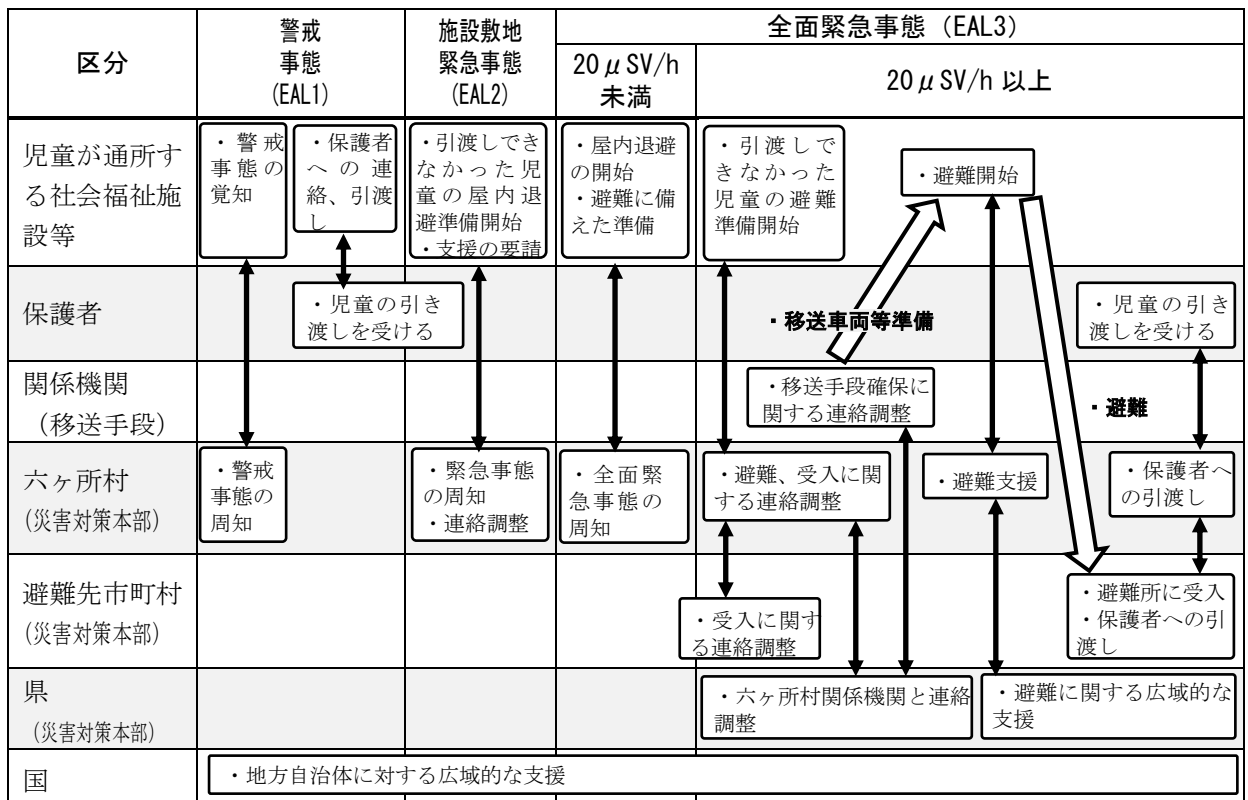 区分
警戒
事態
(EAL1)
施設敷地
緊急事態
(EAL2)
全面緊急事態（EAL3）
20μSV/h
未満
20μSV/h 以上
児童が通所す
る社会福祉施
設等
・警戒
事態の
覚知
・保護者
への連
絡、引渡
し
・引渡しでき
なかった児
童の屋内退
避準備開始
・支援の要請
・屋内退避
の開始
・避難に備
えた準備
・引渡しで
きなかった
児童の避難
準備開始
・避難開始
保護者
・児童の引き
渡しを受ける
・移送車両等準備
・児童の引き
渡しを受ける
関係機関
（移送手段）
・移送手段確保に
関する連絡調整
・避難
六ヶ所村
(災害対策本部)
・警戒
事態の
周知
・緊急事態
の周知
・連絡調整
・全面緊
急事態の
周知
・避難、受入に関
する連絡調整
・避難支援
・保護者へ
の引渡し
避難先市町村
(災害対策本部)
・受入に関す
る連絡調整
・避難所に受入
・保護者への引
渡し
県
(災害対策本部)
・六ヶ所村関係機関と連絡
調整
・避難に関する広域的な
支援
国
・地方自治体に対する広域的な支援